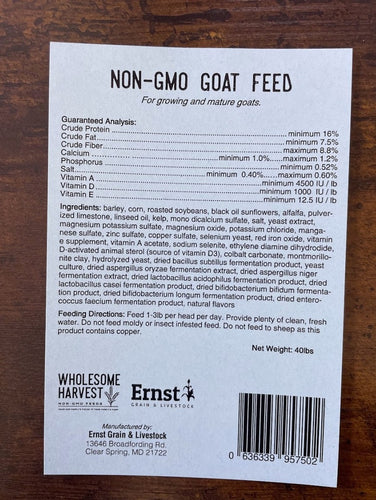 NON-GMO GOAT FEED
For growing and mature goats.
Guaranteed Analysis:
Crude Protein minimum 16%
Crude Fat minimum 7.5%
Crude Fiber maximum 8.8%
Calcium minimum 1.0% maximum 1.2%
Phosphorus minimum 0.52%
Salt minimum 0.40% maximum 0.60%
Vitamin A minimum 4500 IU / lb
Vitamin D minimum 1000 IU / lb
Vitamin E minimum 12.5 IU / lb
Ingredients: barley, corn, roasted soybeans, black oil sunflowers, alfalfa, pulver-
ized limestone, linseed oil, kelp, mono dicalcium sulfate, salt, yeast extract,
magnesium potassium sulfate, magnesium oxide, potassium chloride, manga-
nese sulfate, zinc sulfate, copper sulfate, selenium yeast, red iron oxide, vitamin
e supplement, vitamin A acetate, sodium selenite, ethylene diamine dihydroiodide,
D-activated animal sterol (source of vitamin D3), colbalt carbonate, montmorillo-
nite clay, hydrolyzed yeast, dried bacillus subtilus fermentation product, yeast
culture, dried aspergillus oryzae fermentation extract, dried aspergillus niger
fermentation extract, dried lactobacillus acidophilus fermentation product, dried
lactobacillus casei fermentation product, dried bifidobacterium bifidum fermenta-
tion product, dried bifidobacterium longum fermentation product, dried entero-
coccus faecium fermentation product, natural flavors
Feeding Directions: Feed 1-3lb per head per day. Provide plenty of clean, fresh
water. Do not feed moldy or insect infested feed. Do not feed to sheep as this
product contains copper.
Net Weight: 40lbs
WHOLESOME
HARVEST
NON-GMO FEEDS
Ernst
GRAIN & LIVESTOCK
Manufactured by:
Ernst Grain & Livestock
13646 Broadfording Rd.
Clear Spring, MD 21722
0 636339 957502